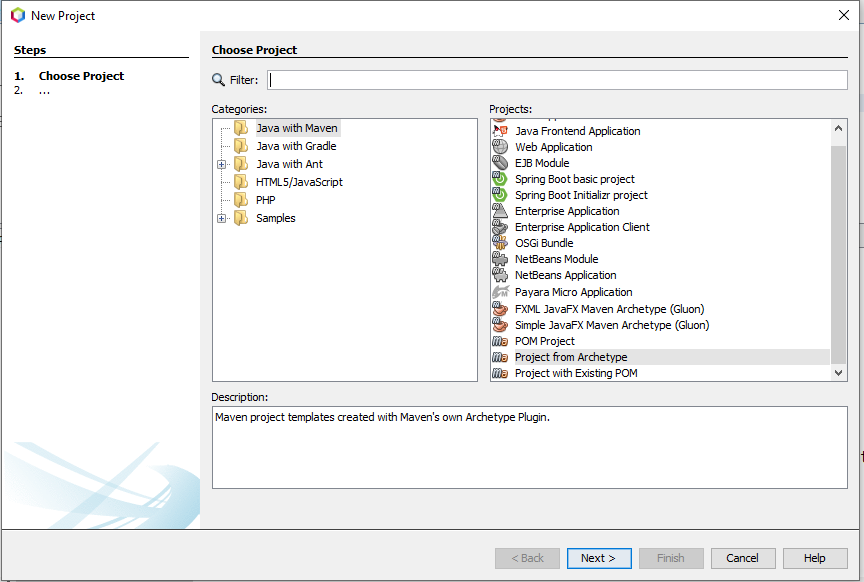 New Project
Steps
1. Choose Project
2. ...
Choose Project
Filter:
Categories:
Java with Maven
Java with Gradle
Java with Ant
HTML5/JavaScript
PHP
Samples
Projects:
Java Frontend Application
Web Application
EJB Module
Spring Boot basic project
Spring Boot Initializr project
Enterprise Application
Enterprise Application Client
OSGi Bundle
NetBeans Module
NetBeans Application
Payara Micro Application
FXML JavaFX Maven Archetype (Gluon)
Simple JavaFX Maven Archetype (Gluon)
POM Project
Project from Archetype
Project with Existing POM
Description:
Maven project templates created with Maven's own Archetype Plugin.
< Back
Next >
Finish
Cancel
Help